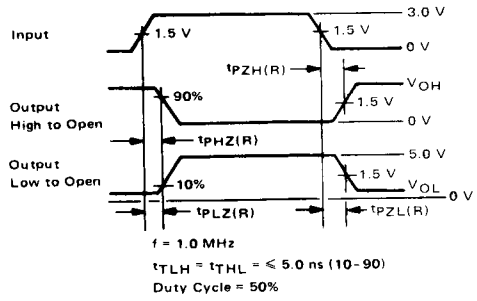 3.0 V
Input
1.5 V
1.5 V
0 V
tPZH(R)
VOH
90%
Output
High to Open
1.5 V
0 V
tPHZ(R)
Output
Low to Open
5.0 V
1.5 V
10%
VOL
0 V
tPLZ(R)
tPZL(R)
f = 1.0 MHz
tTLH = tTHL = ⩽ 5.0 ns (10-90)
Duty Cycle = 50%